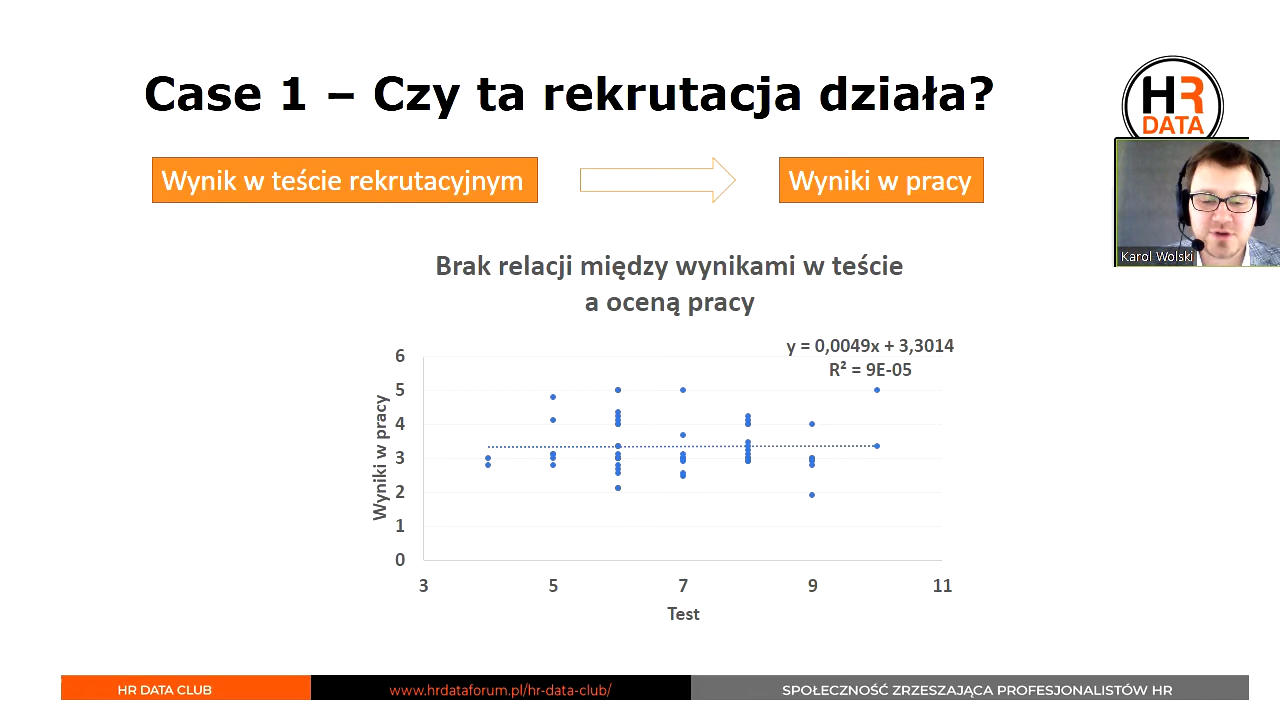 Case 1 – Czy ta rekrutacja działa?
HR
DATA
Wynik w teście rekrutacyjnym
Wyniki w pracy
Karol Wolski
Brak relacji między wynikami w teście
a oceną pracy
y = 0,0049x + 3,3014
R² = 9E-05
Wyniki w pracy
6
5
4
3
2
1
0
3 5 7 9 11
Test
HR DATA CLUB
www.hrdataforum.pl/hr-data-club/
SPOŁECZNOŚĆ ZRZESZAJĄCA PROFESJONALISTÓW HR